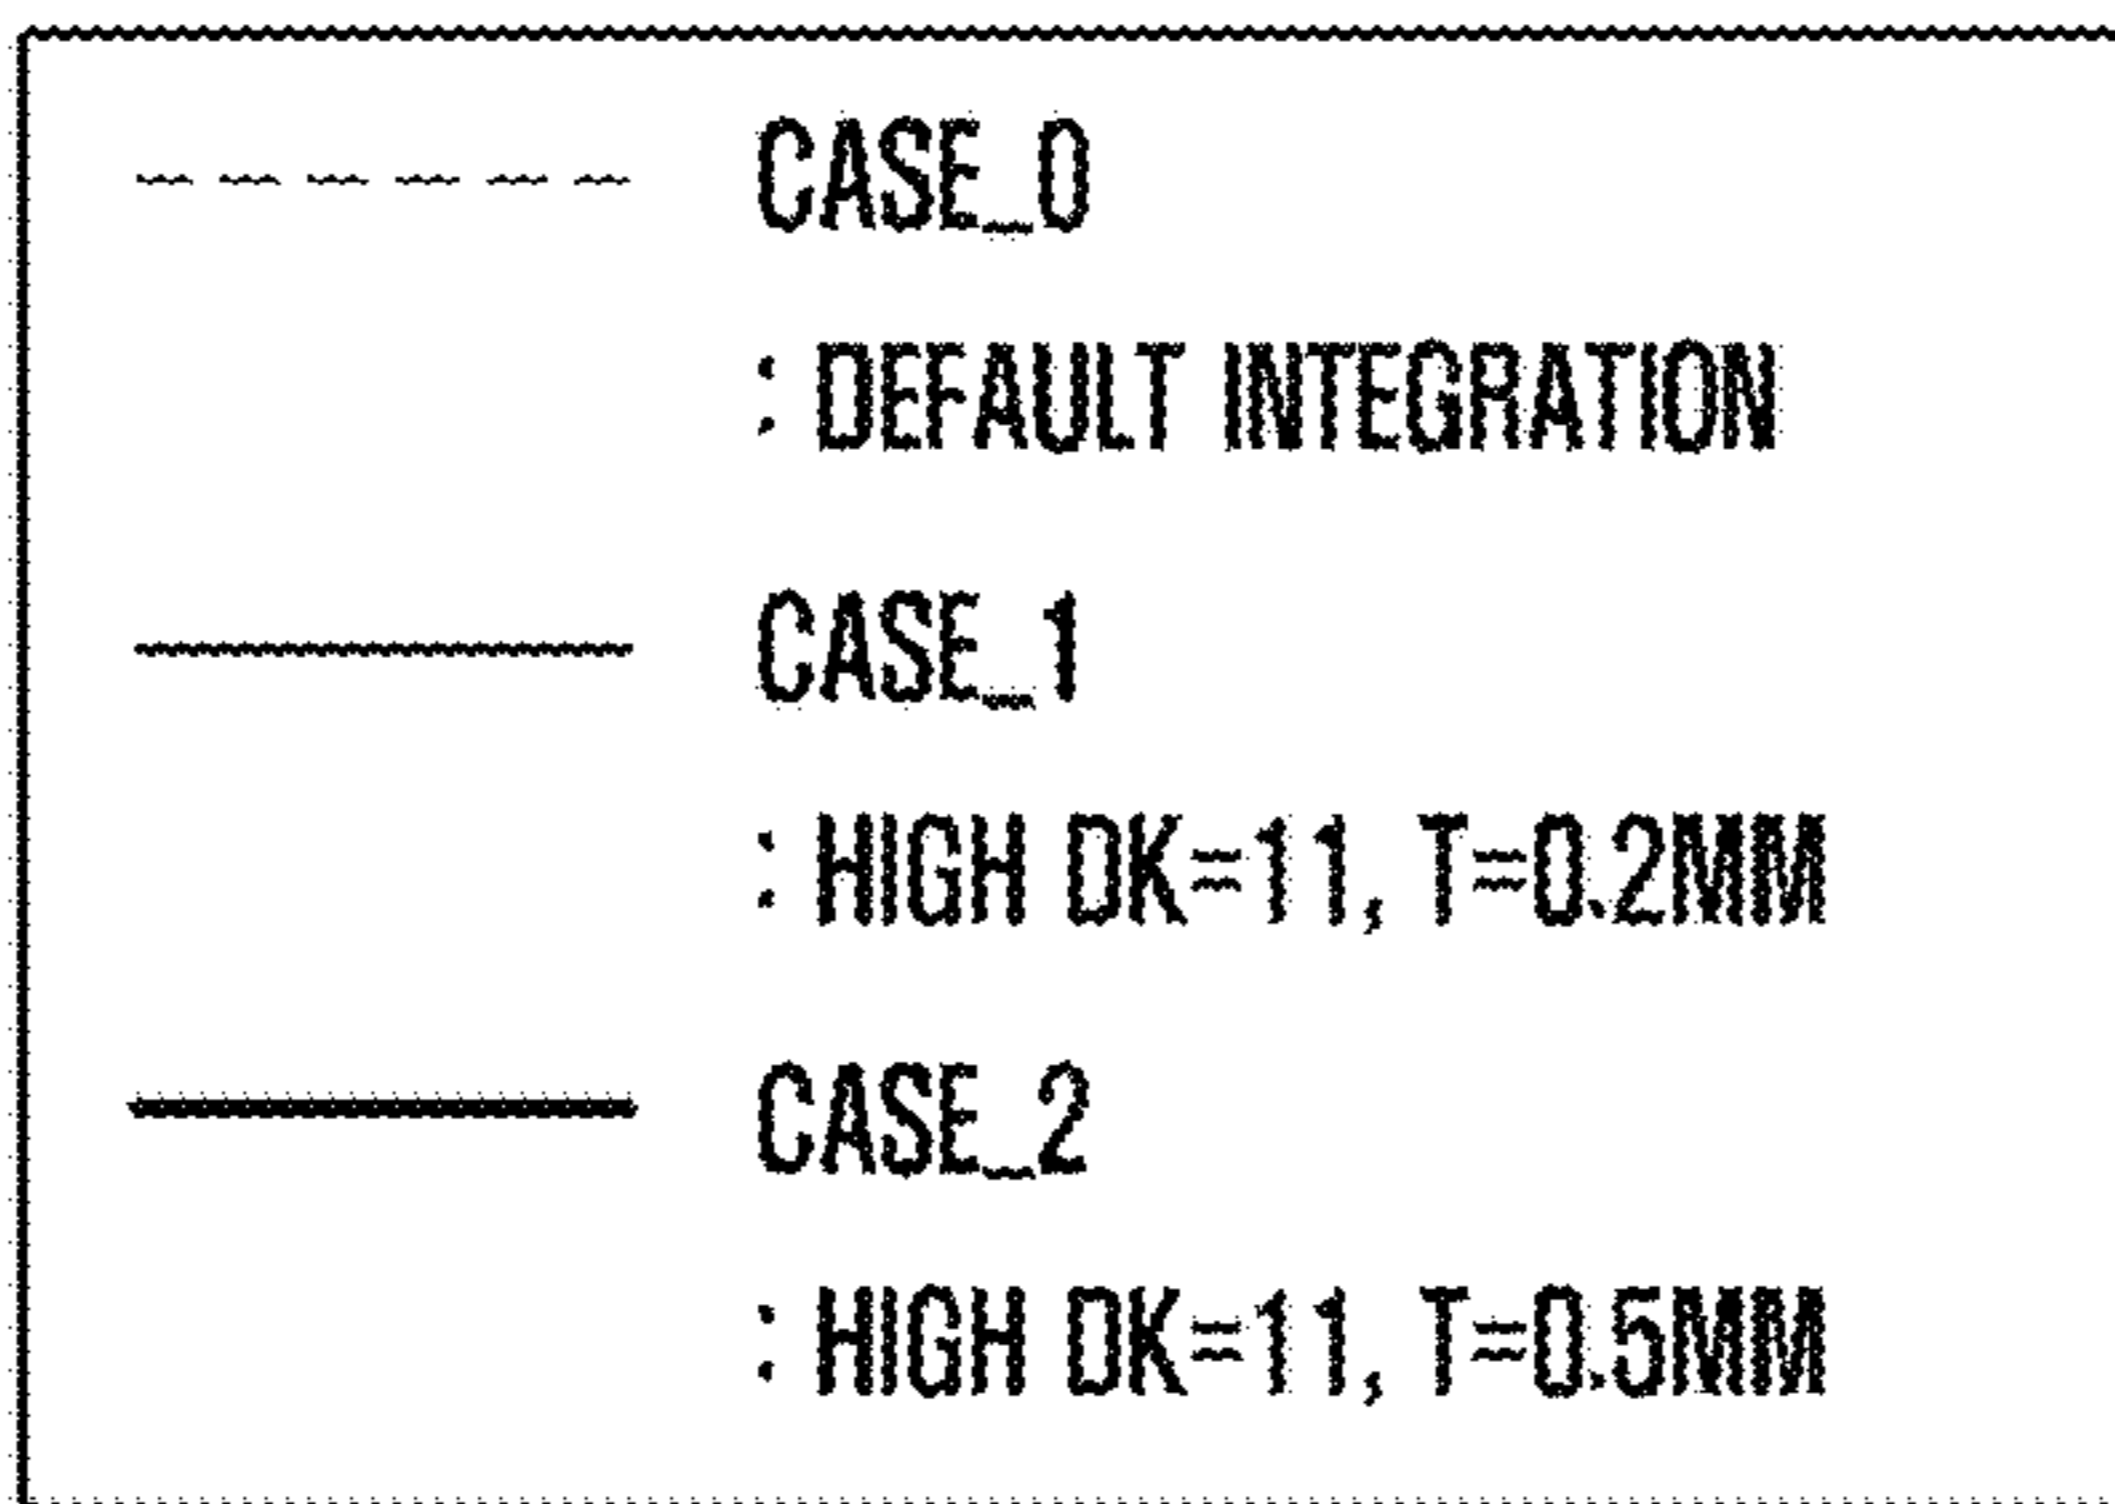 CASE_0
: DEFAULT INTEGRATION
CASE_1
: HIGH DK=11, T=0.2MM
CASE_2
: HIGH DK=11, T=0.5MM